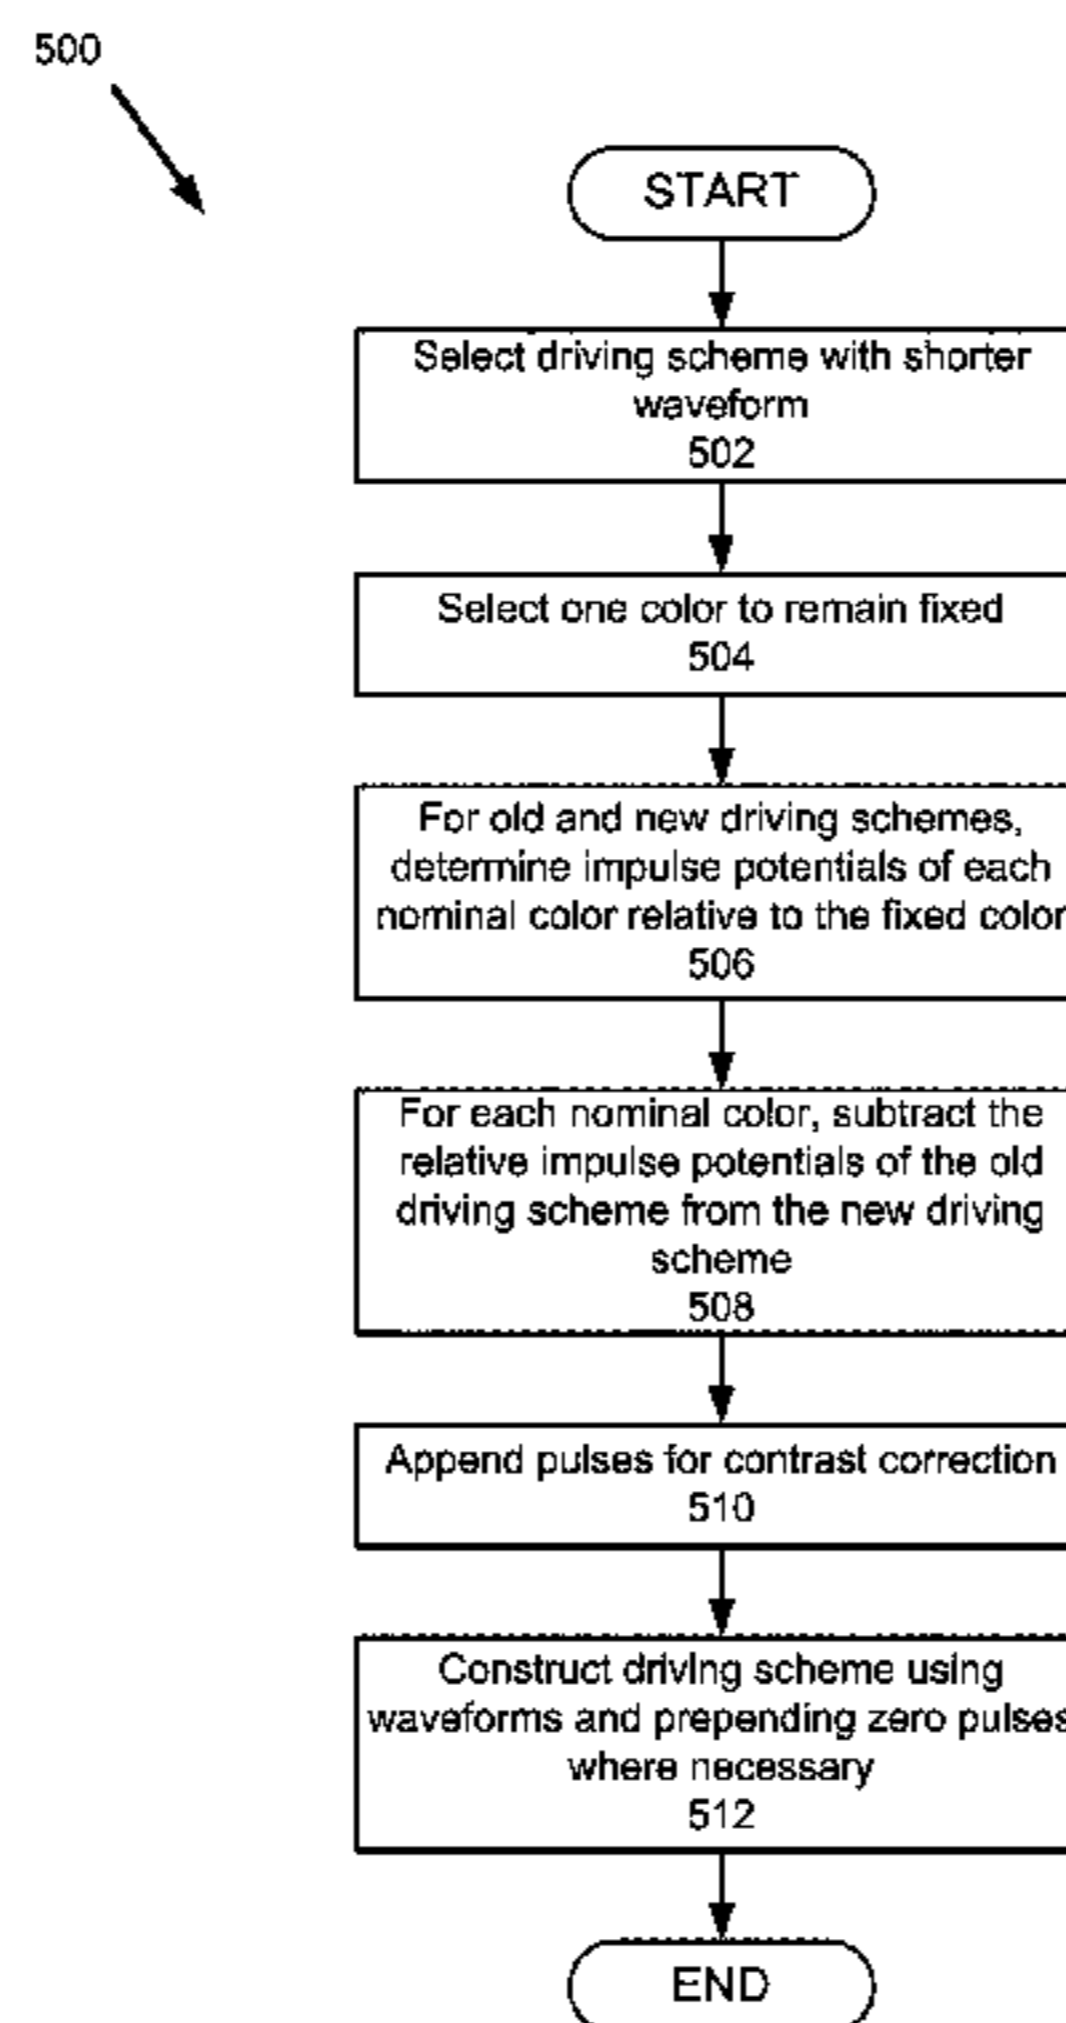 500
START
Select driving scheme with shorter
waveform
502
Select one color to remain fixed
504
For old and new driving schemes,
determine impulse potentials of each
nominal color relative to the fixed color
506
For each nominal color, subtract the
relative impulse potentials of the old
driving scheme from the new driving
scheme
508
Append pulses for contrast correction
510
Construct driving scheme using
waveforms and prepending zero pulses
where necessary
512
END